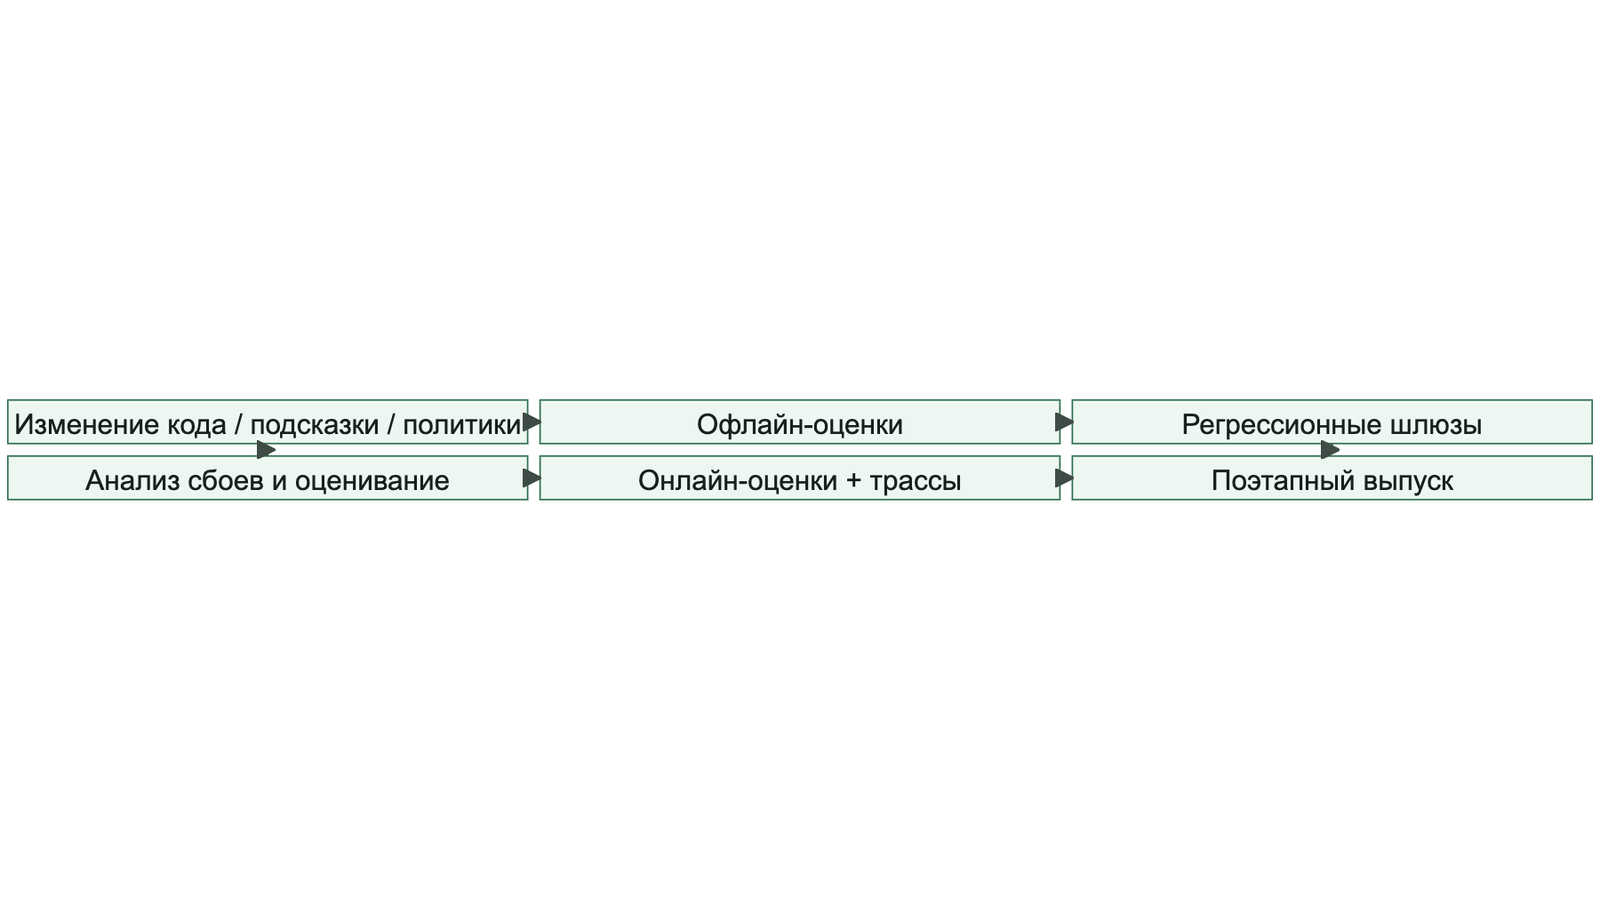 Изменение кода / подсказки / политики
Офлайн-оценки
Регрессионные шлюзы
Анализ сбоев и оценивание
Онлайн-оценки + трассы
Поэтапный выпуск